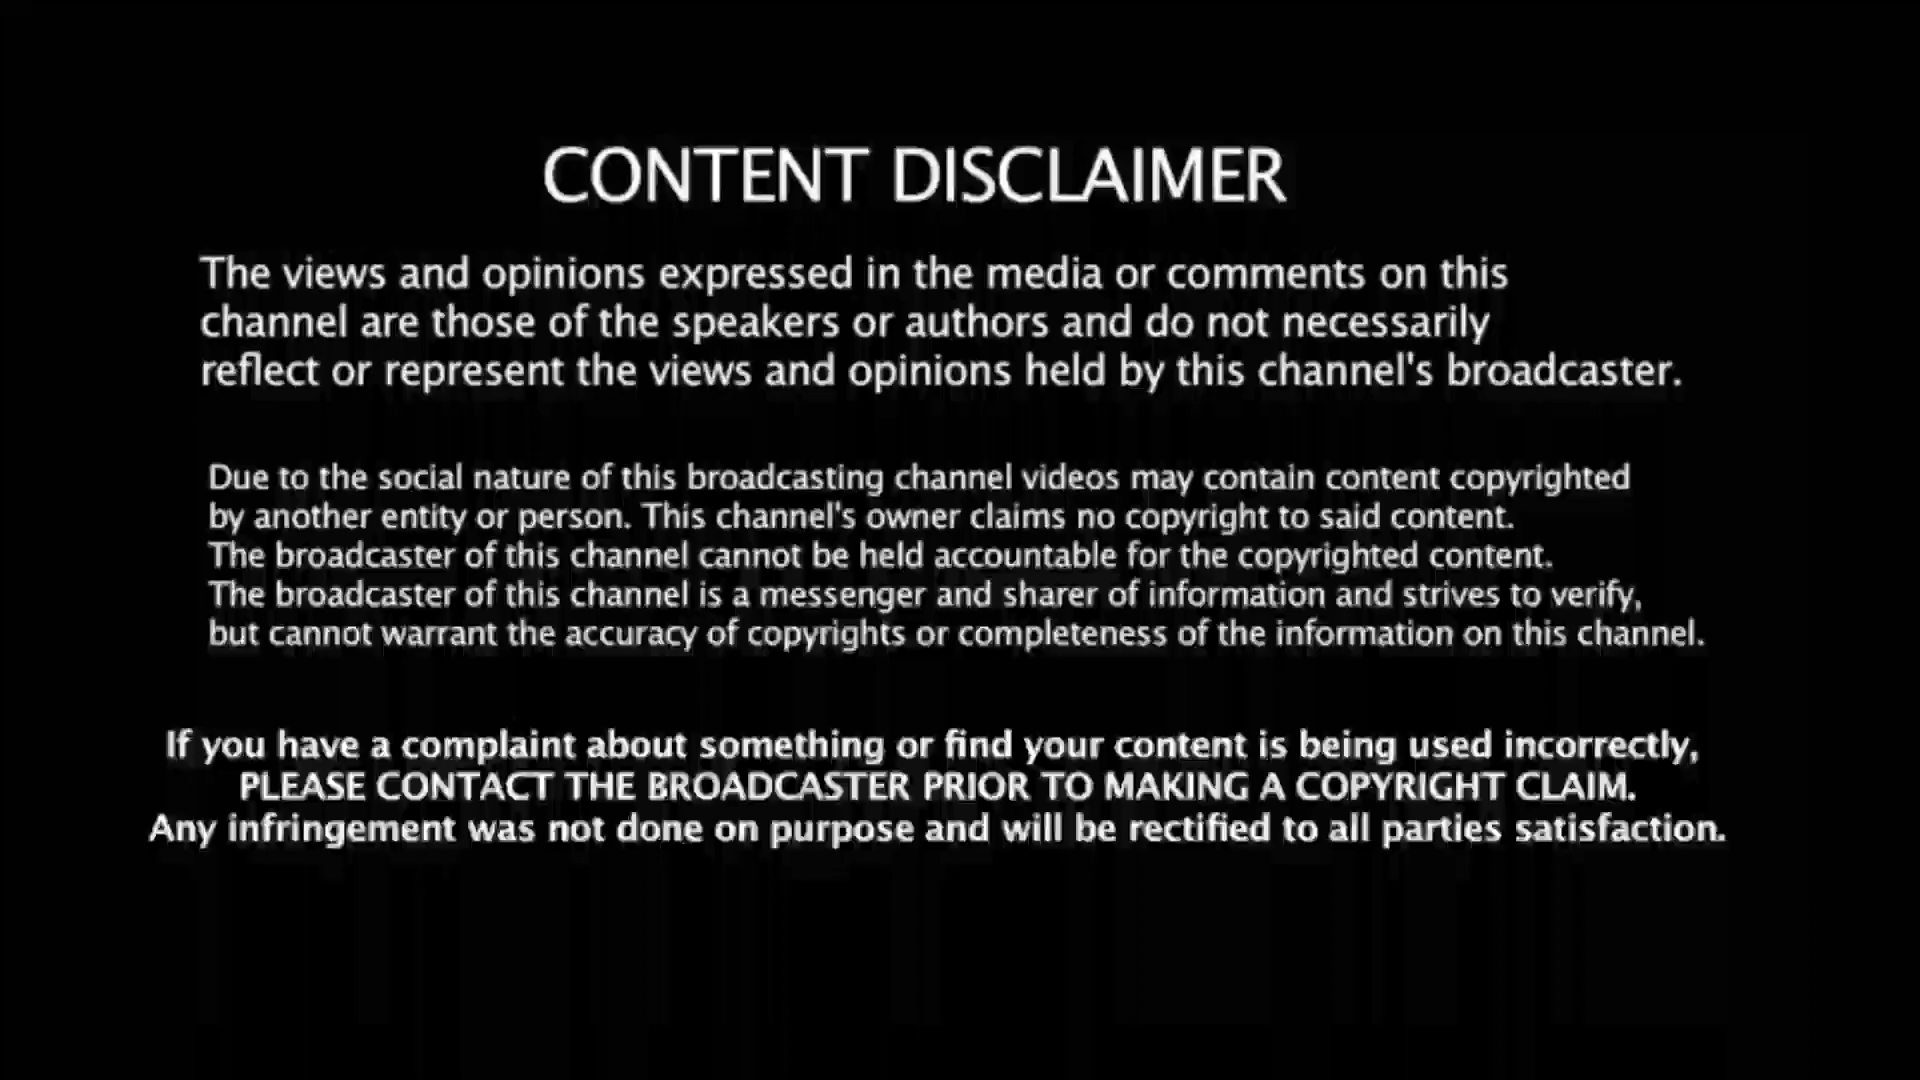 CONTENT DISCLAIMER
The views and opinions expressed in the media or comments on this
channel are those of the speakers or authors and do not necessarily
reflect or represent the views and opinions held by this channel's broadcaster.
Due to the social nature of this broadcasting channel videos may contain content copyrighted
by another entity or person. This channel's owner claims no copyright to said content.
The broadcaster of this channel cannot be held accountable for the copyrighted content.
The broadcaster of this channel is a messenger and sharer of information and strives to verify,
but cannot warrant the accuracy of copyrights or completeness of the information on this channel.
If you have a complaint about something or find your content is being used incorrectly,
PLEASE CONTACT THE BROADCASTER PRIOR TO MAKING A COPYRIGHT CLAIM.
Any infringement was not done on purpose and will be rectified to all parties satisfaction.